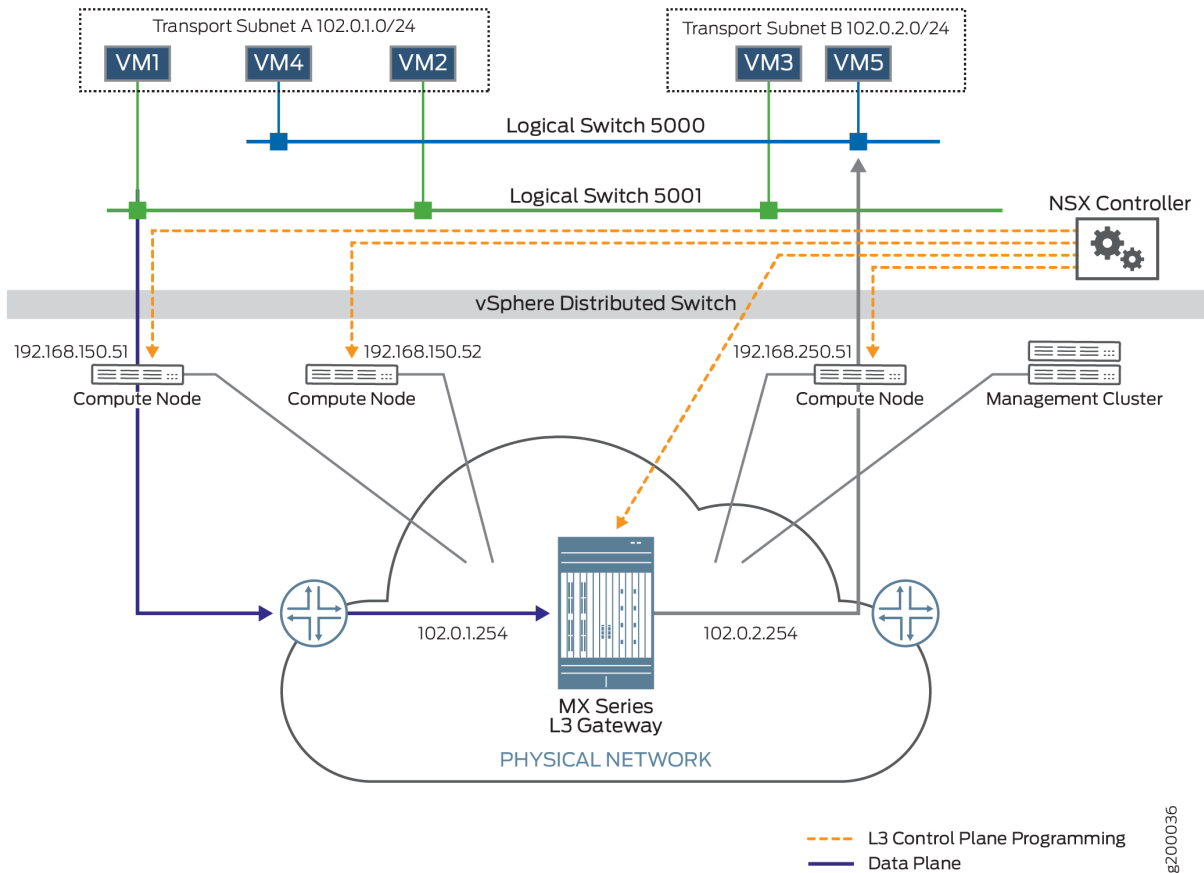 Transport Subnet A 102.0.1.0/24
Transport Subnet B 102.0.2.0/24
VM1
VM4
VM2
VM3
VM5
Logical Switch 5000
Logical Switch 5001
NSX Controller
vSphere Distributed Switch
192.168.150.51
192.168.150.52
192.168.250.51
Compute Node
Compute Node
Compute Node
Management Cluster
102.0.1.254
102.0.2.254
MX Series
L3 Gateway
PHYSICAL NETWORK
L3 Control Plane Programming
Data Plane
g200036